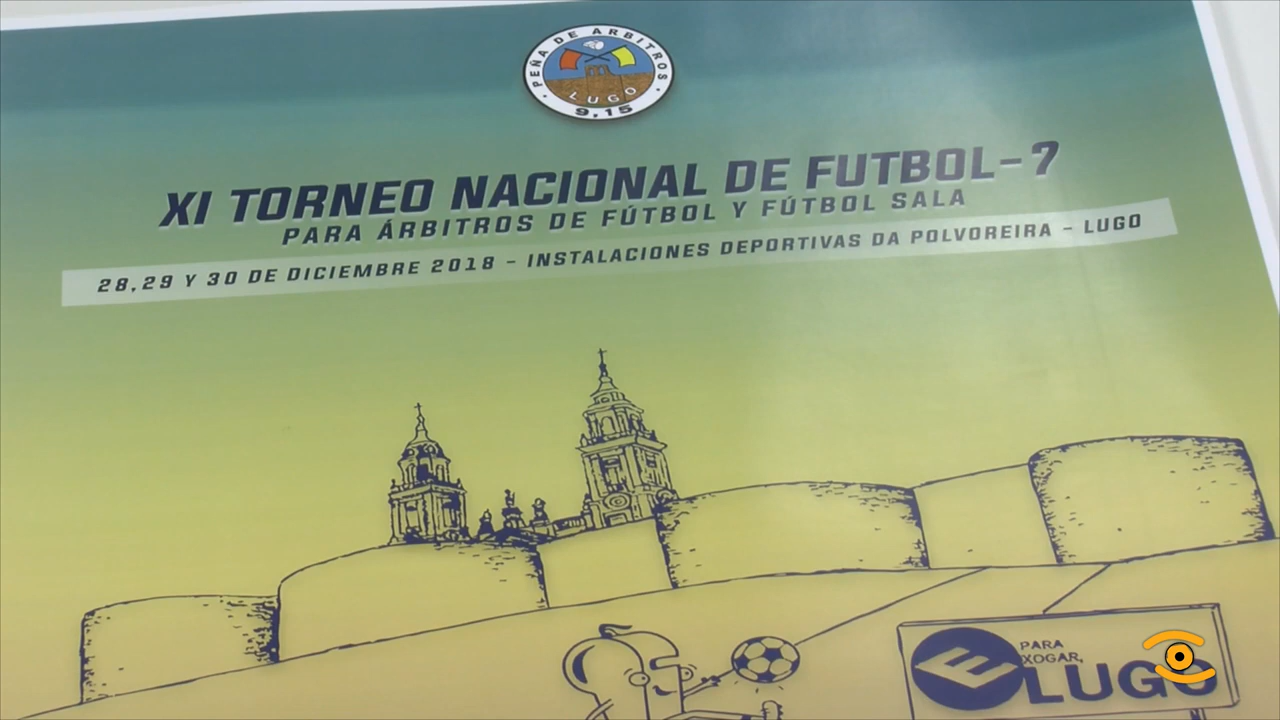 PEÑA DE ARBITROS
LUGO
9,15
XI TORNEO NACIONAL DE FUTBOL-7
PARA ÁRBITROS DE FÚTBOL Y FÚTBOL SALA
28,29 Y 30 DE DICIEMBRE 2018 - INSTALACIONES DEPORTIVAS DA POLVOREIRA - LUGO
PARA
XOGAR,
LUGO